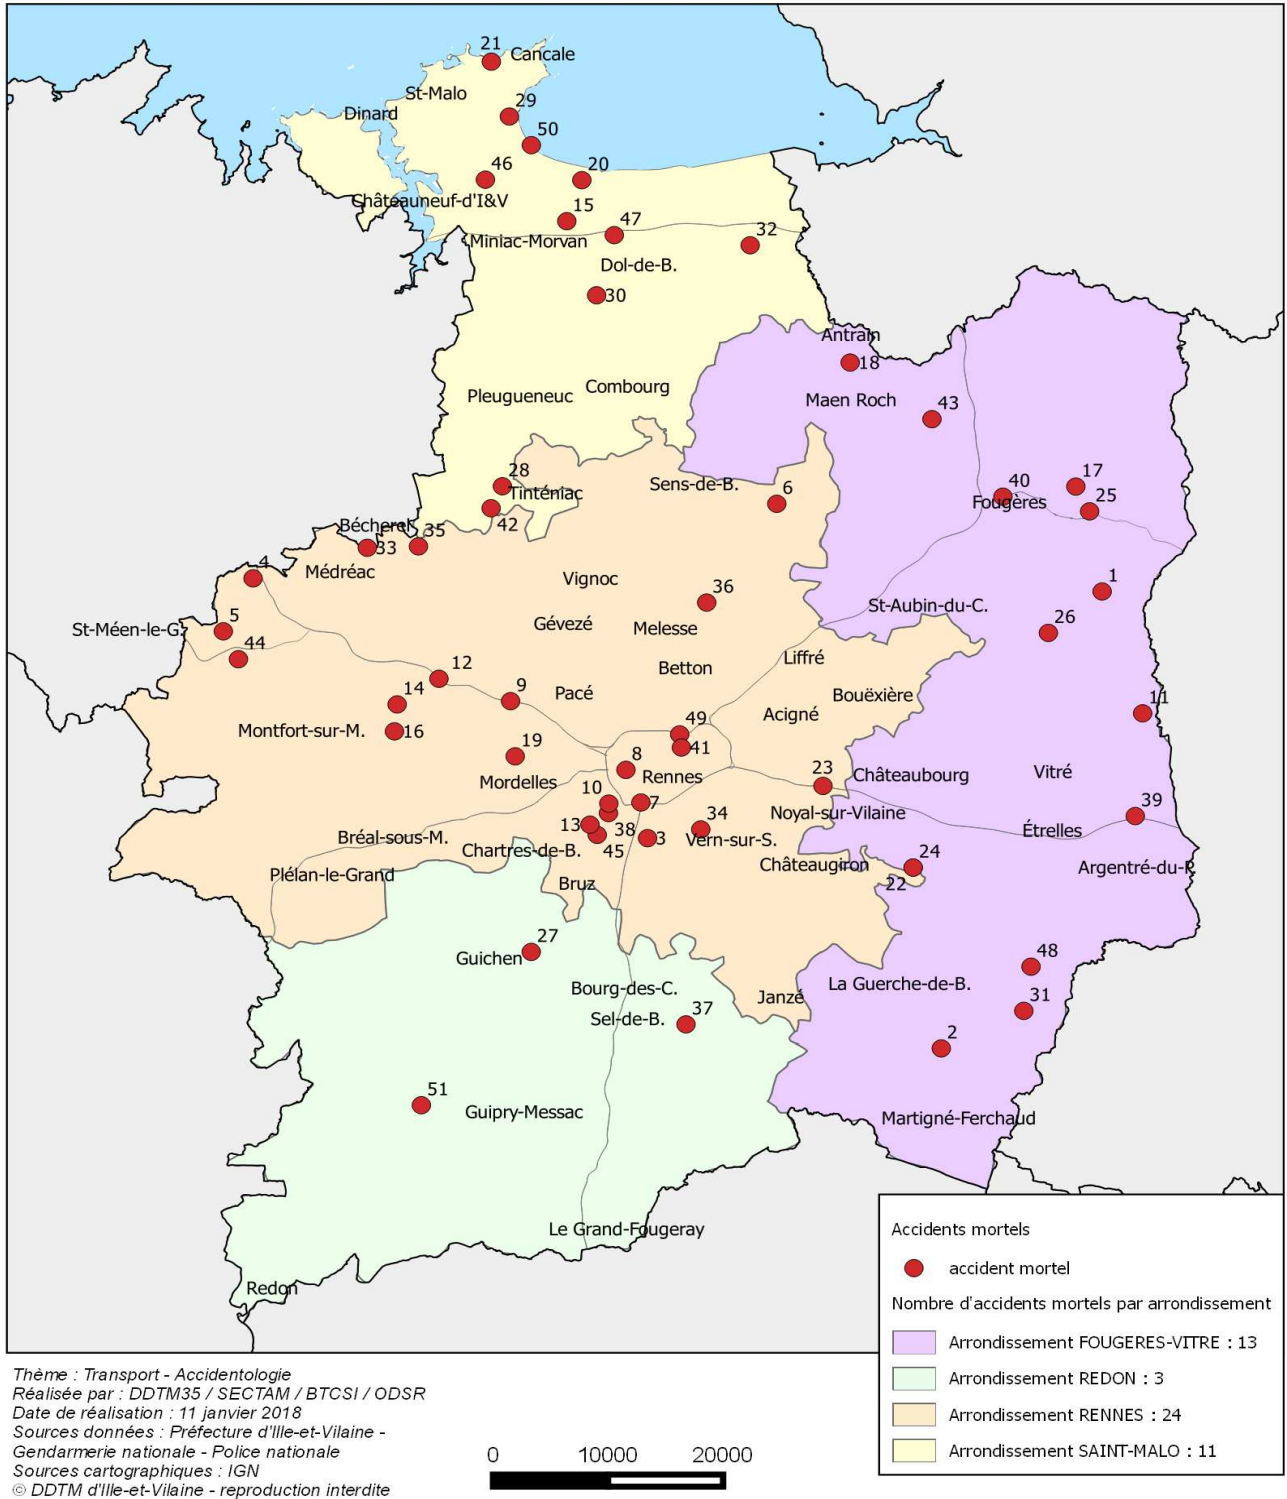 21
Cancale
St-Malo
29
Dinard
50
46
20
Châteauneuf-d'I&V
15
47
32
Miniac-Morvan
Dol-de-B.
30
Antrain
18
Pleugueneuc
Combourg
Maen Roch
43
28
Tinténiac
Sens-de-B.
6
40
17
Fougères
25
42
Bécherel
35
33
4
Médréac
Vignoc
36
1
St-Aubin-du-C.
5
St-Méen-le-G.
Gévezé
Melesse
26
44
Betton
Liffré
12
9
Pacé
Bouëxière
14
16
Montfort-sur-M.
49
41
Acigné
11
19
8
Rennes
23
Châteaubourg
Vitré
Mordelles
10
7
34
Noyal-sur-Vilaine
39
13
38
3
Vern-sur-S.
Étrelles
Bréal-sous-M.
Chartres-de-B.
45
24
Châteaugiron
Argentré-du-P.
Plélan-le-Grand
Bruz
22
27
Guichen
48
Bourg-des-C.
Janzé
La Guerche-de-B.
Sel-de-B.
37
31
2
51
Guipry-Messac
Martigné-Ferchaud
Le Grand-Fougeray
Redon
Accidents mortels
accident mortel
Nombre d'accidents mortels par arrondissement
Arrondissement FOUGERES-VITRE : 13
Arrondissement REDON : 3
Arrondissement RENNES : 24
Arrondissement SAINT-MALO : 11
Thème : Transport - Accidentologie
Réalisée par : DDTM35 / SECTAM / BTCSI / ODSR
Date de réalisation : 11 janvier 2018
Sources données : Préfecture d'Ille-et-Vilaine -
Gendarmerie nationale - Police nationale
Sources cartographiques : IGN
© DDTM d'Ille-et-Vilaine - reproduction interdite
0 10000 20000